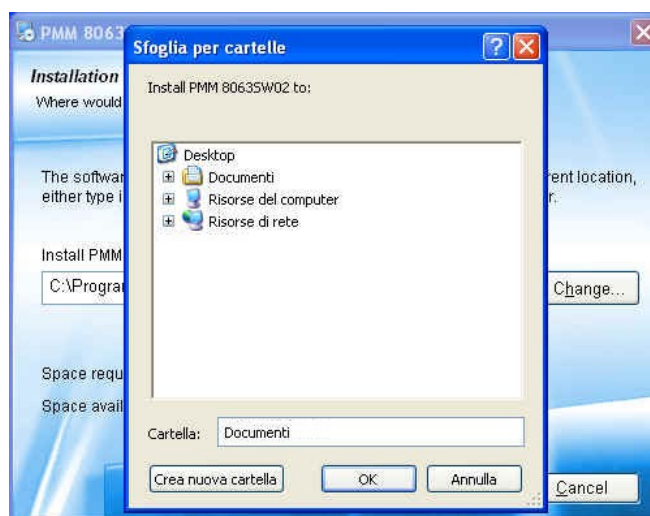 PMM 8063
Sfoglia per cartelle
Installation
Where would
Install PMM 8063SW02 to:
Desktop
Documenti
Risorse del computer
Risorse di rete
The softwar
rent location,
either type i
r.
Install PMM
C:\Program
Change...
Space requ
Space avail
Cartella: Documenti
Crea nuova cartella OK Annulla
Cancel